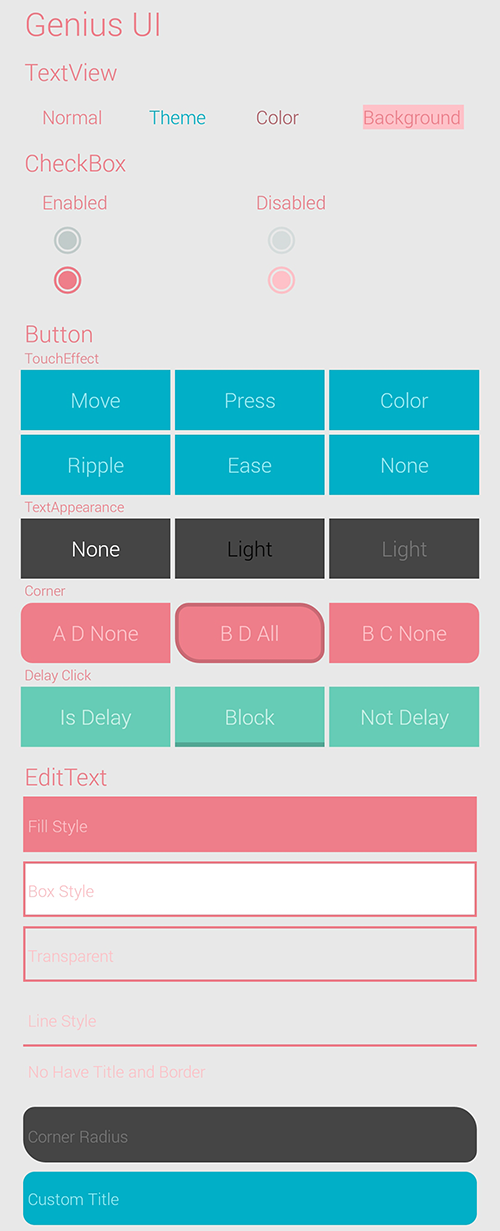 Genius UI
TextView
Normal Theme Color Background
CheckBox
Enabled Disabled
Button
TouchEffect
Move Press Color
Ripple Ease None
TextAppearance
None Light Light
Corner
A D None B D All B C None
Delay Click
Is Delay Block Not Delay
EditText
Fill Style
Box Style
Transparent
Line Style
No Have Title and Border
Corner Radius
Custom Title